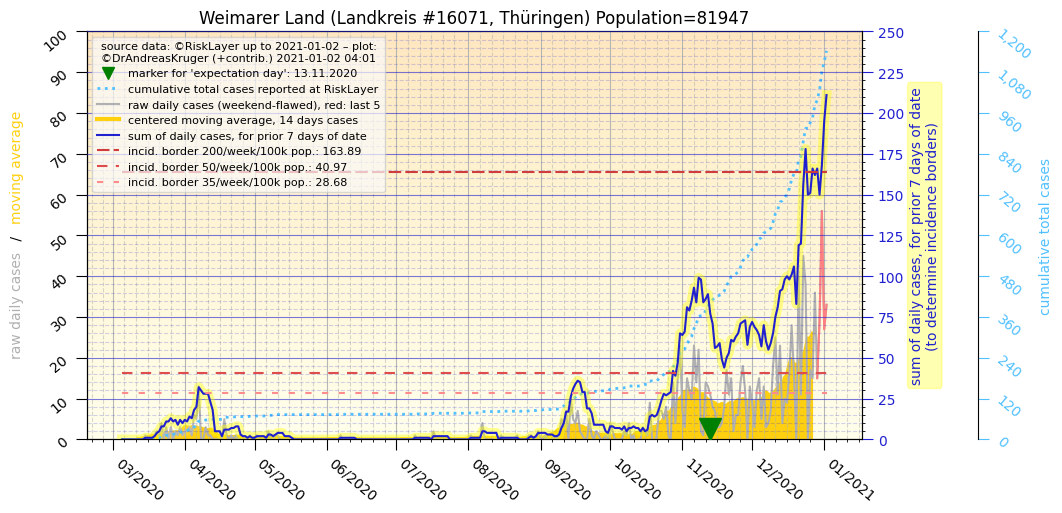 Weimarer Land (Landkreis #16071, Thüringen) Population=81947
source data: ©RiskLayer up to 2021-01-02 – plot:
©DrAndreasKruger (+contrib.) 2021-01-02 04:01
marker for 'expectation day': 13.11.2020
cumulative total cases reported at RiskLayer
raw daily cases (weekend-flawed), red: last 5
centered moving average, 14 days cases
sum of daily cases, for prior 7 days of date
incid. border 200/week/100k pop.: 163.89
incid. border 50/week/100k pop.: 40.97
incid. border 35/week/100k pop.: 28.68
raw daily cases / moving average
100
90
80
70
60
50
40
30
20
10
0
03/2020
04/2020
05/2020
06/2020
07/2020
08/2020
09/2020
10/2020
11/2020
12/2020
01/2021
250
225
200
175
150
125
100
75
50
25
0
sum of daily cases, for prior 7 days of date
(to determine incidence borders)
1,200
1,080
960
840
720
600
480
360
240
120
0
cumulative total cases